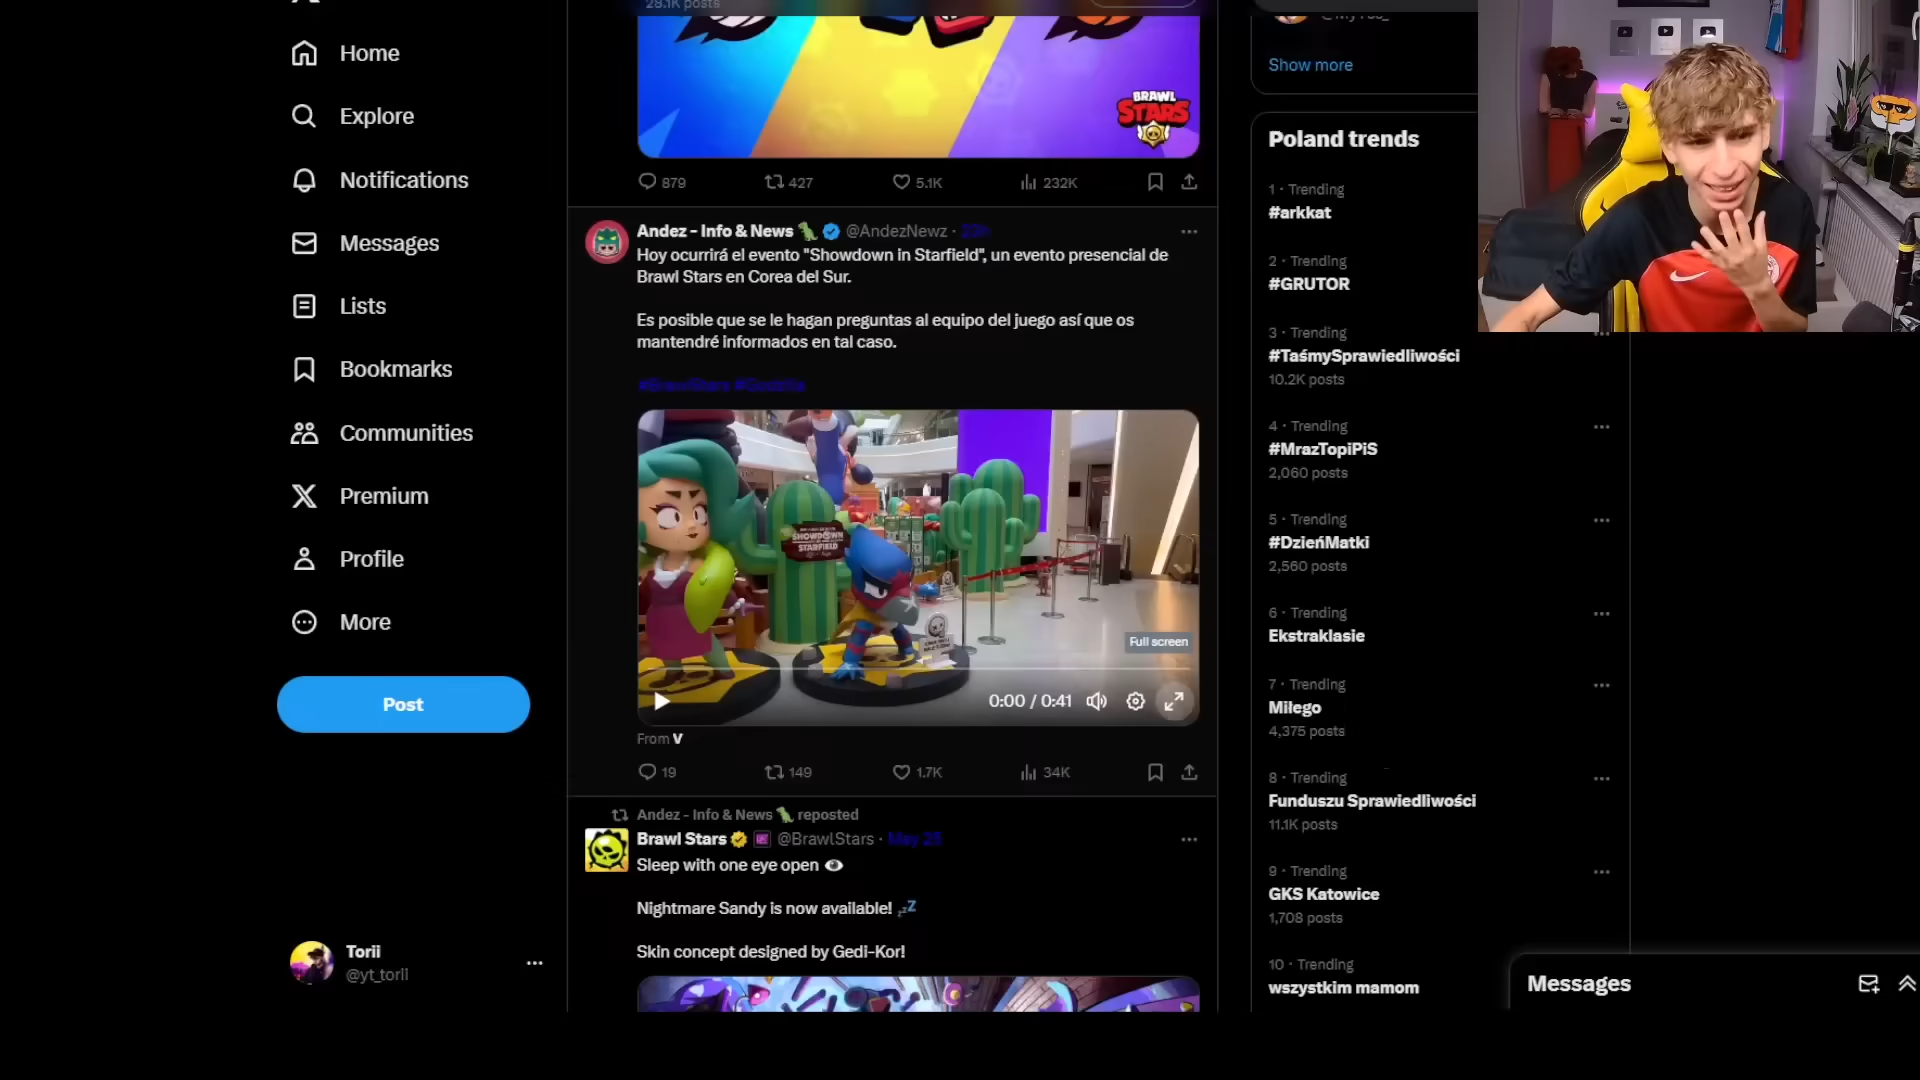 29.1K posts
Home
Explore
Notifications
Messages
Lists
Bookmarks
Communities
Premium
Profile
More
Post
Torii
@yt_torii
BRAWL
STARS
879 427 5.1K 232K
Andez - Info & News @AndezNewz ·
Hoy ocurrirá el evento "Showdown in Starfield", un evento presencial de
Brawl Stars en Corea del Sur.
Es posible que se le hagan preguntas al equipo del juego así que os
mantendré informados en tal caso.
#BrawlStars #Godzilla
SHOWDOWN
STARFIELD
Full screen
0:00 / 0:41
From V
19 149 1.7K 34K
Andez - Info & News reposted
Brawl Stars @BrawlStars · May 25
Sleep with one eye open
Nightmare Sandy is now available!
Skin concept designed by Gedi-Kor!
Show more
Poland trends
1 · Trending
#arkkat
2 · Trending
#GRUTOR
3 · Trending
#TaśmySprawiedliwości
10.2K posts
4 · Trending
#MrazTopiPiS
2,060 posts
5 · Trending
#DzieńMatki
2,560 posts
6 · Trending
Ekstraklasie
7 · Trending
Miłego
4,375 posts
8 · Trending
Funduszu Sprawiedliwości
11.1K posts
9 · Trending
GKS Katowice
1,708 posts
10 · Trending
wszystkim mamom
Messages